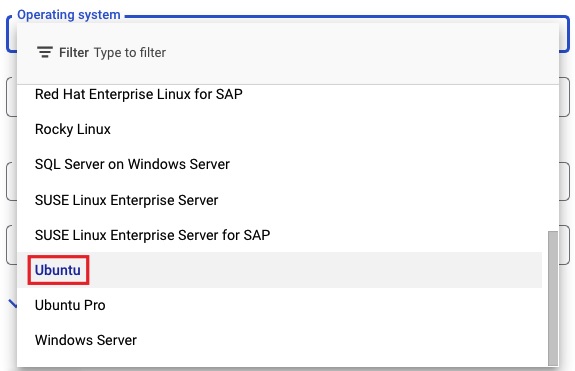 Operating system
Filter Type to filter
Red Hat Enterprise Linux for SAP
Rocky Linux
SQL Server on Windows Server
SUSE Linux Enterprise Server
SUSE Linux Enterprise Server for SAP
Ubuntu
Ubuntu Pro
Windows Server